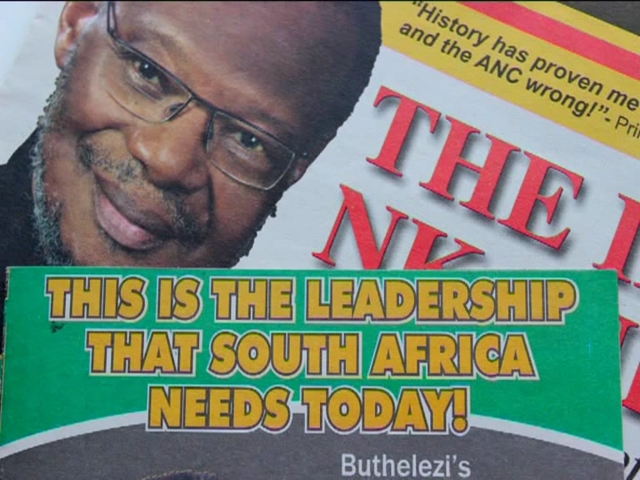 "History has proven me
and the ANC wrong!"- Prin
THE I
NK
THIS IS THE LEADERSHIP
THAT SOUTH AFRICA
NEEDS TODAY!
Buthelezi's